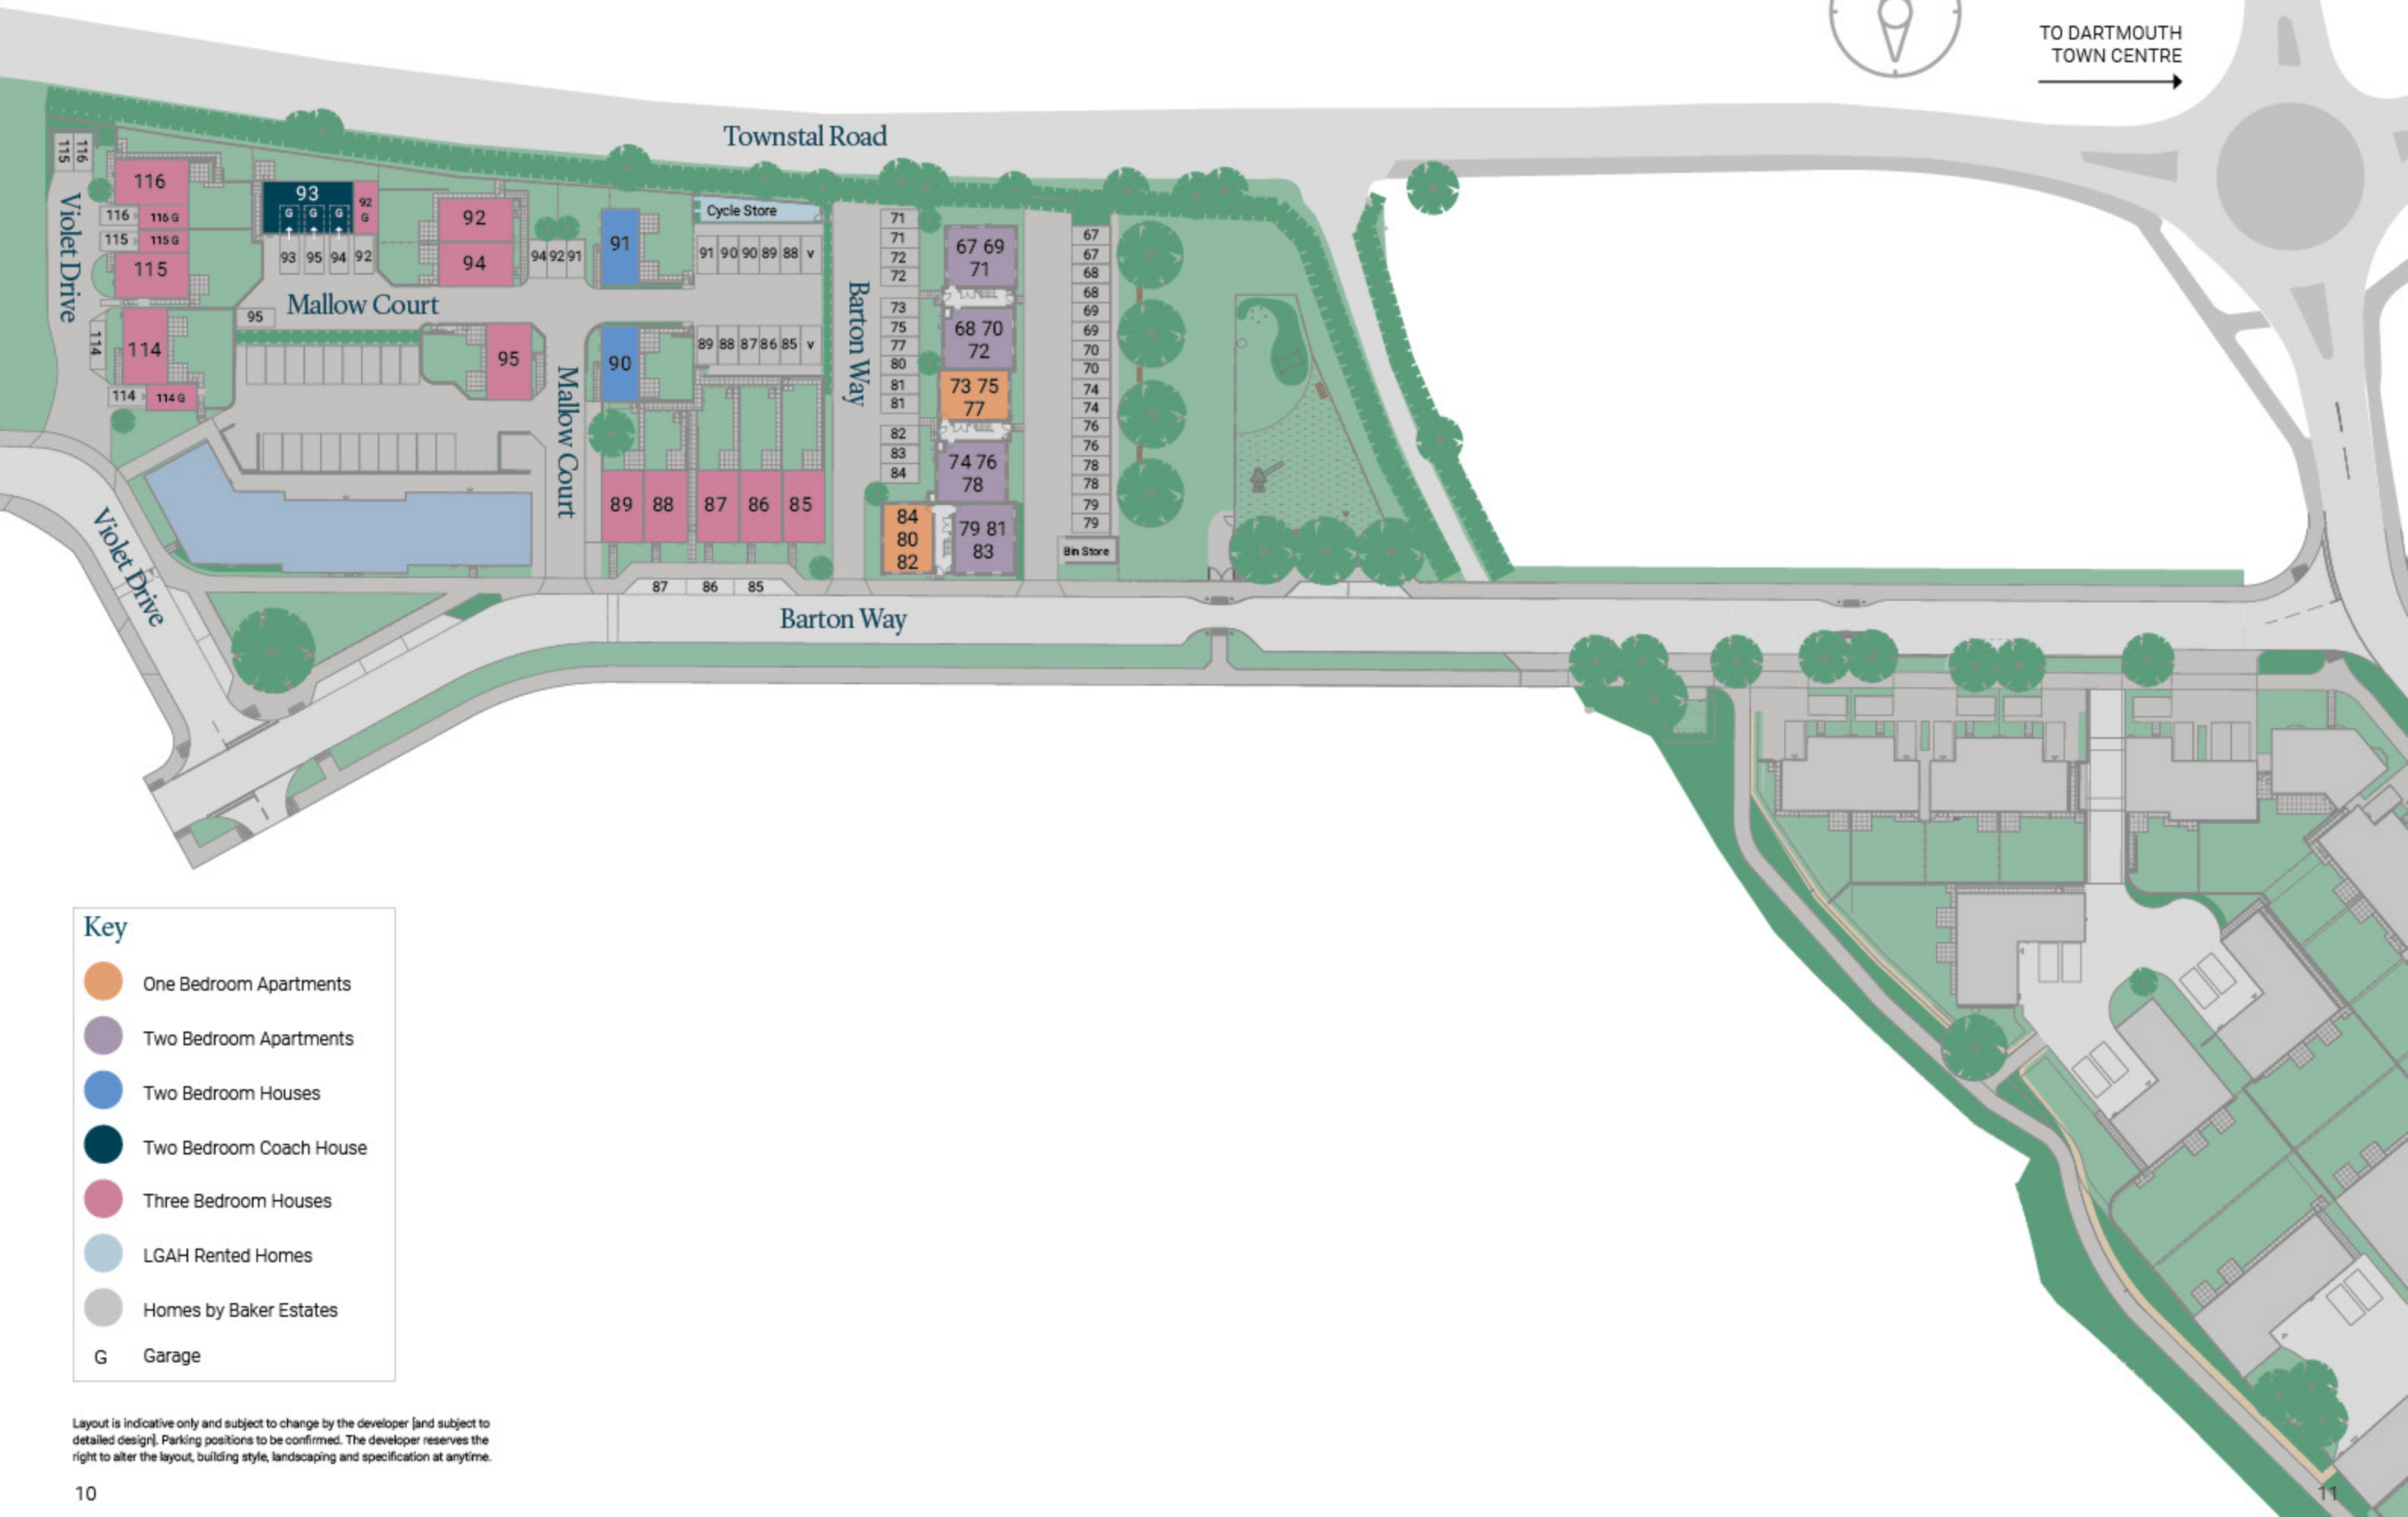 TO DARTMOUTH
TOWN CENTRE
Townstal Road
115
116
Violet Drive
116
116
116 G
115
115 G
115
114
114
114
114 G
93
G
G
G
92
G
93
95
94
92
92
94
94
92
91
91
Mallow Court
95
95
Mallow Court
90
Cycle Store
91
90
90
89
88
v
89
88
87
86
85
v
89
88
87
86
85
Barton Way
71
71
72
72
73
75
77
80
81
81
82
83
84
67 69
71
68 70
72
73 75
77
74 76
78
84
80
82
79 81
83
67
67
68
68
69
69
70
70
74
74
76
76
78
78
79
79
Bin Store
87
86
85
Barton Way
Violet Drive
Key
One Bedroom Apartments
Two Bedroom Apartments
Two Bedroom Houses
Two Bedroom Coach House
Three Bedroom Houses
LGAH Rented Homes
Homes by Baker Estates
G Garage
Layout is indicative only and subject to change by the developer [and subject to
detailed design]. Parking positions to be confirmed. The developer reserves the
right to alter the layout, building style, landscaping and specification at anytime.
10
11